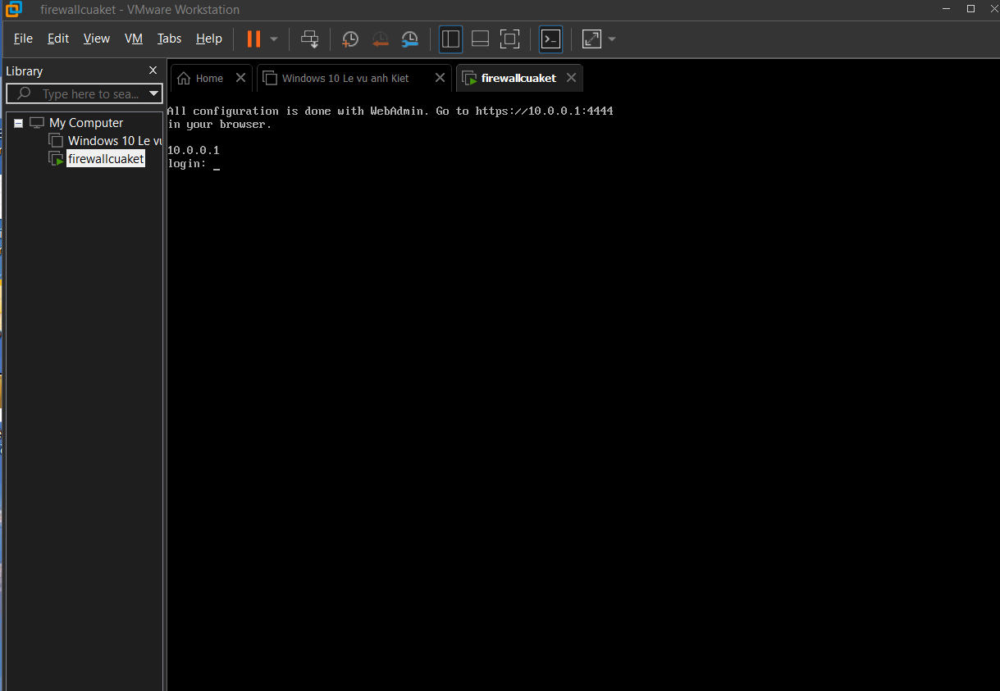 firewallcuaket - VMware Workstation
File Edit View VM Tabs Help
Library
Type here to sea...
My Computer
Windows 10 Le vu
firewallcuaket
Home
Windows 10 Le vu anh Kiet
firewallcuaket
All configuration is done with WebAdmin. Go to https://10.0.0.1:4444
in your browser.
10.0.0.1
login: _